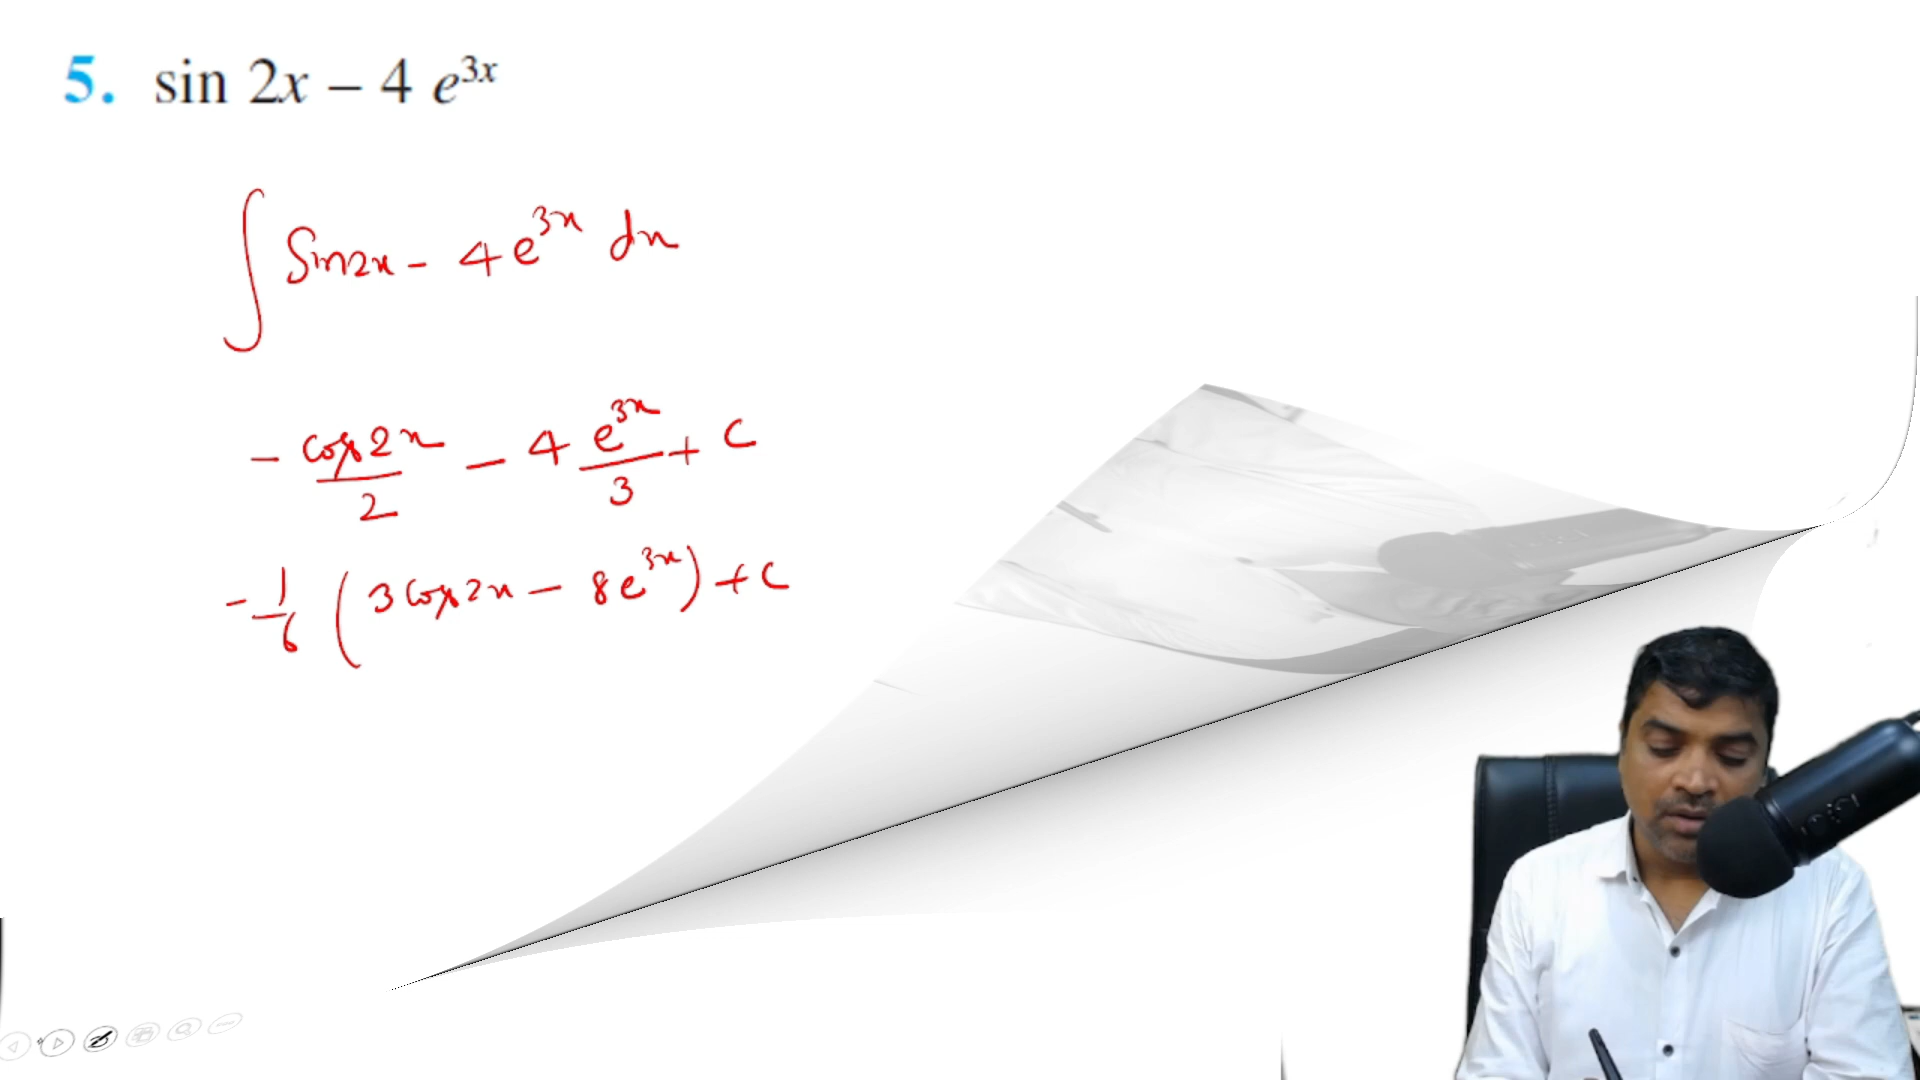 5. sin 2x – 4 e^{3x}
∫ Sin2x - 4e^{3x} dx
- cos2x/2 - 4 e^{3x}/3 + c
-1/6 (3cos2x - 8e^{3x}) + c